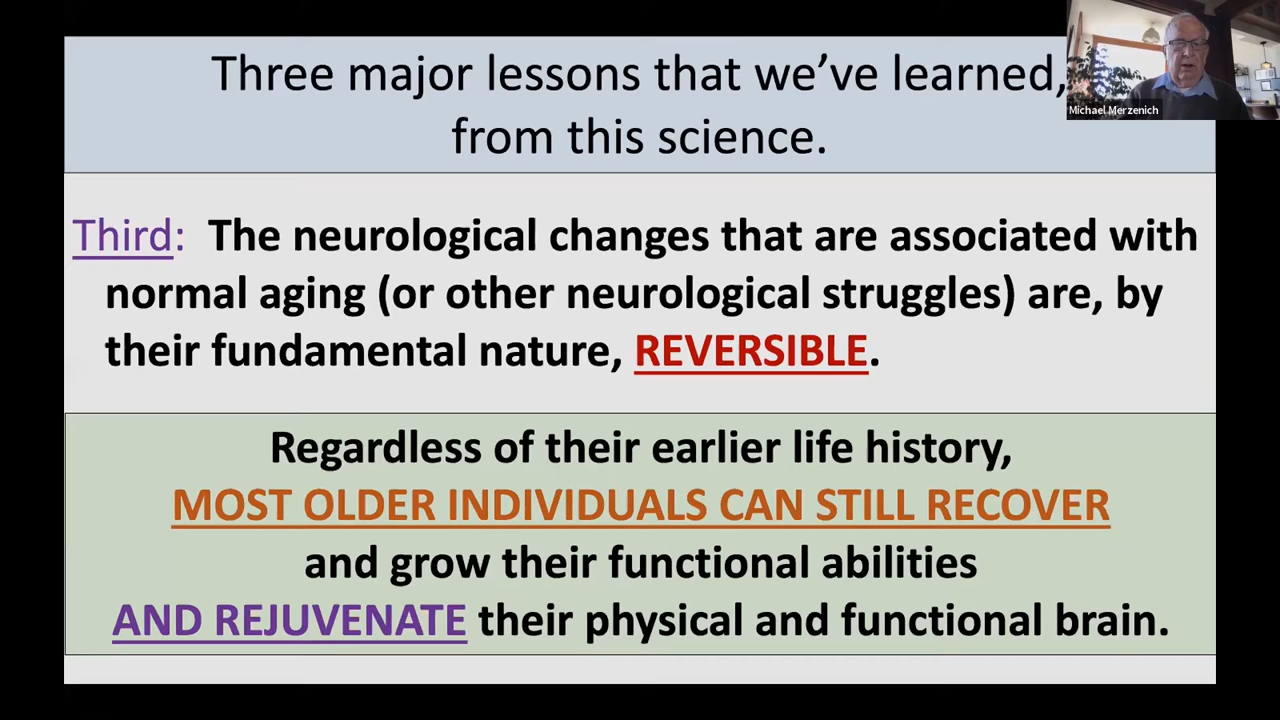 Three major lessons that we’ve learned,
from this science.
Michael Merzenich
Third: The neurological changes that are associated with
normal aging (or other neurological struggles) are, by
their fundamental nature, REVERSIBLE.
Regardless of their earlier life history,
MOST OLDER INDIVIDUALS CAN STILL RECOVER
and grow their functional abilities
AND REJUVENATE their physical and functional brain.